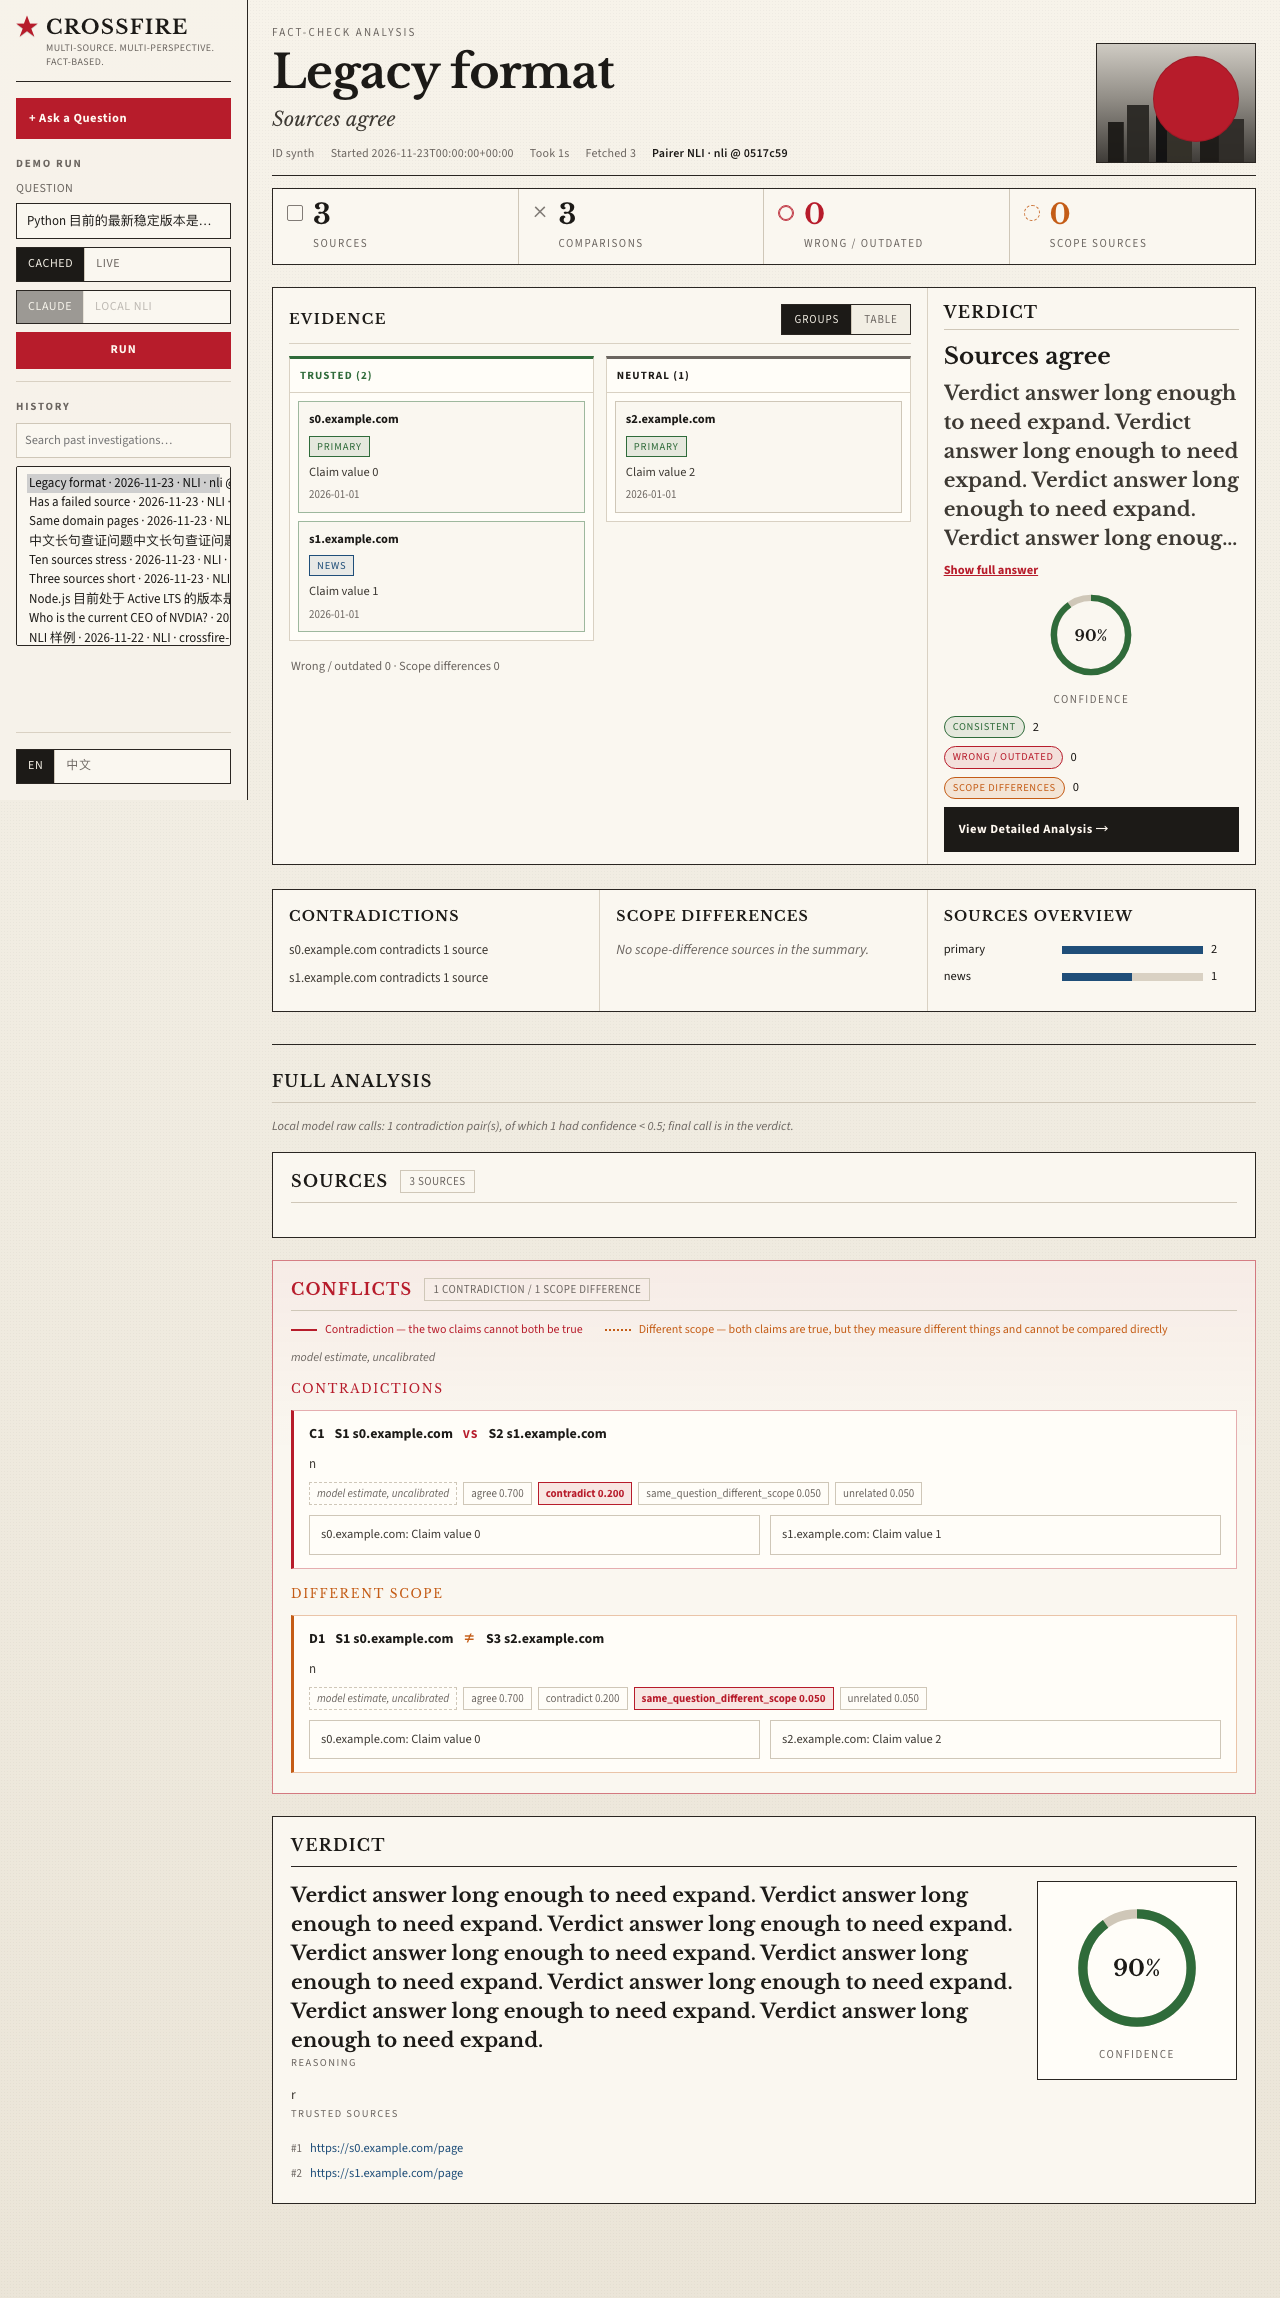 CROSSFIRE
MULTI-SOURCE. MULTI-PERSPECTIVE.
FACT-BASED.
+ Ask a Question
DEMO RUN
QUESTION
Python 目前的最新稳定版本是…
CACHED LIVE
CLAUDE LOCAL NLI
RUN
HISTORY
Search past investigations…
Legacy format · 2026-11-23 · NLI · nli @
Has a failed source · 2026-11-23 · NLI ·
Same domain pages · 2026-11-23 · NL
中文长句查证问题中文长句查证问题
Ten sources stress · 2026-11-23 · NLI ·
Three sources short · 2026-11-23 · NLI
Node.js 目前处于 Active LTS 的版本是
Who is the current CEO of NVDIA? · 20
NLI 样例 · 2026-11-22 · NLI · crossfire-
EN 中文
FACT-CHECK ANALYSIS
Legacy format
Sources agree
ID synth Started 2026-11-23T00:00:00+00:00 Took 1s Fetched 3 Pairer NLI · nli @ 0517c59
3
SOURCES
3
COMPARISONS
0
WRONG / OUTDATED
0
SCOPE SOURCES
EVIDENCE
GROUPS TABLE
TRUSTED (2)
s0.example.com
PRIMARY
Claim value 0
2026-01-01
s1.example.com
NEWS
Claim value 1
2026-01-01
NEUTRAL (1)
s2.example.com
PRIMARY
Claim value 2
2026-01-01
Wrong / outdated 0 · Scope differences 0
VERDICT
Sources agree
Verdict answer long enough
to need expand. Verdict
answer long enough to need
expand. Verdict answer long
enough to need expand.
Verdict answer long enoug…
Show full answer
90%
CONFIDENCE
CONSISTENT 2
WRONG / OUTDATED 0
SCOPE DIFFERENCES 0
View Detailed Analysis →
CONTRADICTIONS
s0.example.com contradicts 1 source
s1.example.com contradicts 1 source
SCOPE DIFFERENCES
No scope-difference sources in the summary.
SOURCES OVERVIEW
primary 2
news 1
FULL ANALYSIS
Local model raw calls: 1 contradiction pair(s), of which 1 had confidence < 0.5; final call is in the verdict.
SOURCES 3 SOURCES
CONFLICTS 1 CONTRADICTION / 1 SCOPE DIFFERENCE
Contradiction — the two claims cannot both be true Different scope — both claims are true, but they measure different things and cannot be compared directly
model estimate, uncalibrated
CONTRADICTIONS
C1 S1 s0.example.com VS S2 s1.example.com
n
model estimate, uncalibrated agree 0.700 contradict 0.200 same_question_different_scope 0.050 unrelated 0.050
s0.example.com: Claim value 0 s1.example.com: Claim value 1
DIFFERENT SCOPE
D1 S1 s0.example.com ≠ S3 s2.example.com
n
model estimate, uncalibrated agree 0.700 contradict 0.200 same_question_different_scope 0.050 unrelated 0.050
s0.example.com: Claim value 0 s2.example.com: Claim value 2
VERDICT
Verdict answer long enough to need expand. Verdict answer long
enough to need expand. Verdict answer long enough to need expand.
Verdict answer long enough to need expand. Verdict answer long
enough to need expand. Verdict answer long enough to need expand.
Verdict answer long enough to need expand. Verdict answer long
enough to need expand.
90%
CONFIDENCE
REASONING
r
TRUSTED SOURCES
#1 https://s0.example.com/page
#2 https://s1.example.com/page